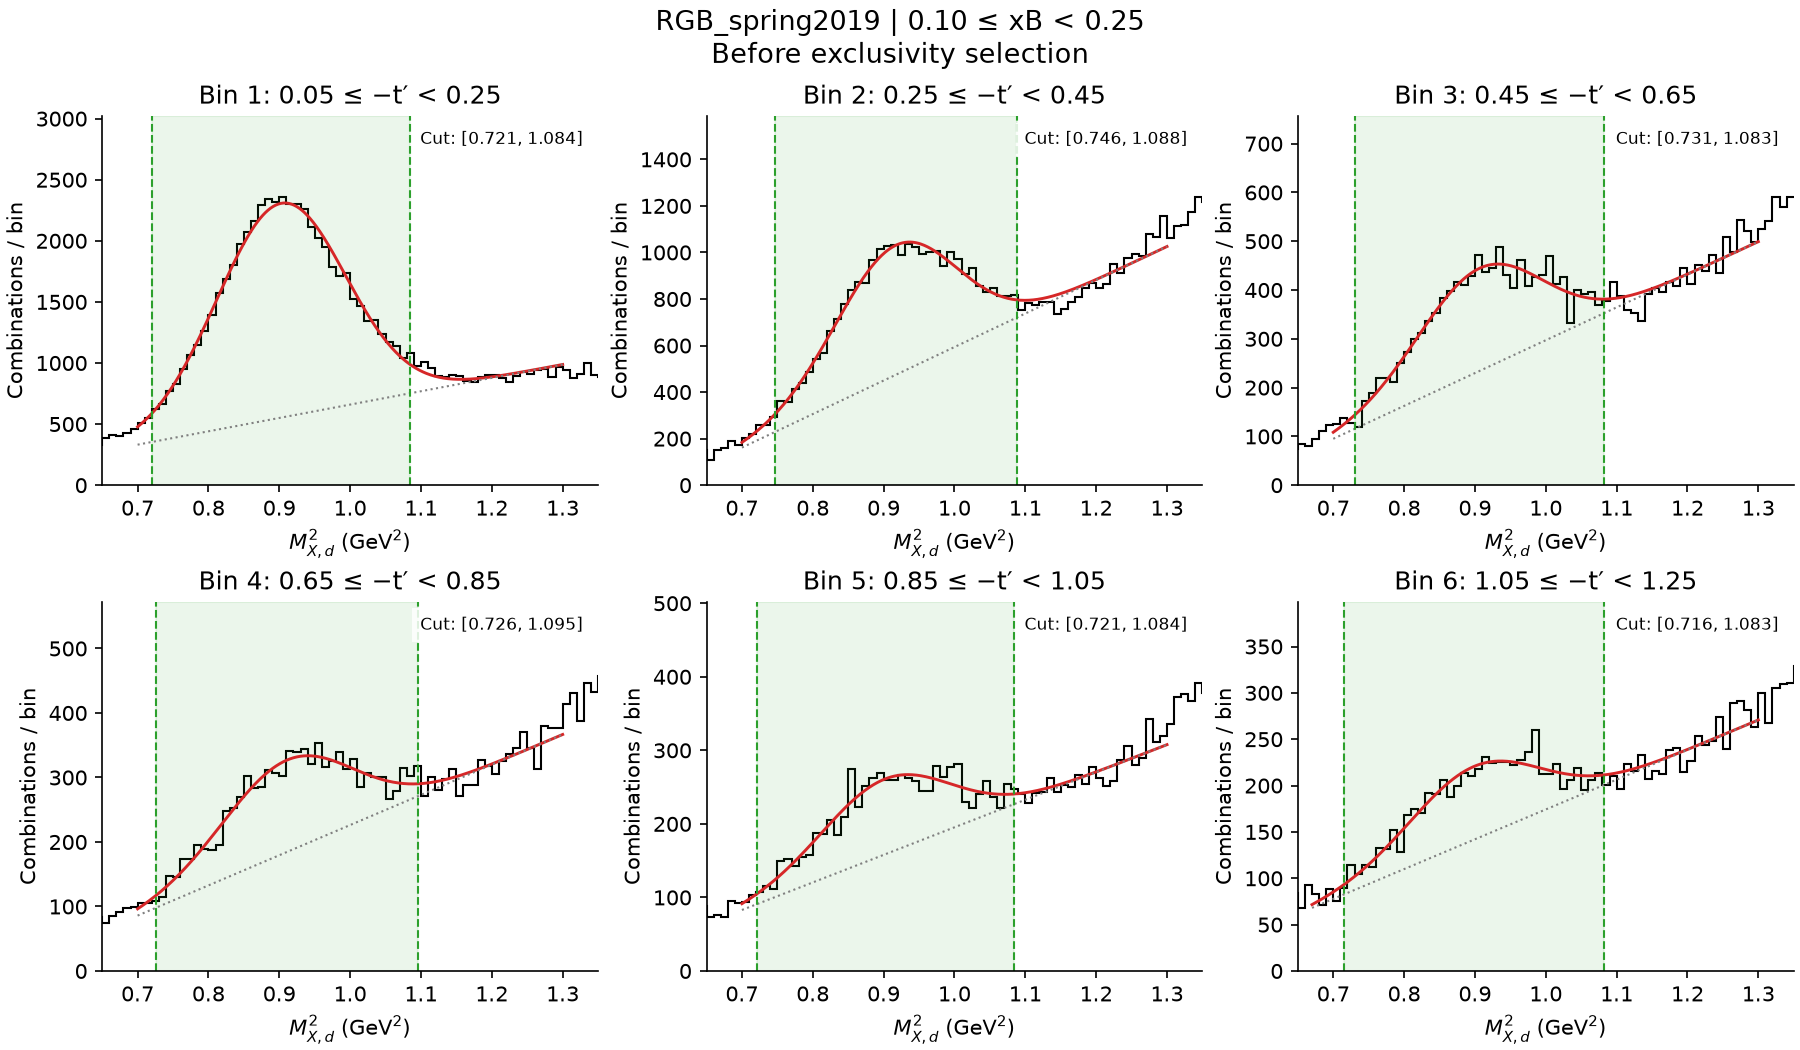 RGB_spring2019 | 0.10 ≤ xB < 0.25
Before exclusivity selection
Bin 1: 0.05 ≤ −t′ < 0.25
Cut: [0.721, 1.084]
Combinations / bin
3000
2500
2000
1500
1000
500
0
0.7 0.8 0.9 1.0 1.1 1.2 1.3
M²_X,d (GeV²)
Bin 2: 0.25 ≤ −t′ < 0.45
Cut: [0.746, 1.088]
Combinations / bin
1400
1200
1000
800
600
400
200
0
0.7 0.8 0.9 1.0 1.1 1.2 1.3
M²_X,d (GeV²)
Bin 3: 0.45 ≤ −t′ < 0.65
Cut: [0.731, 1.083]
Combinations / bin
700
600
500
400
300
200
100
0
0.7 0.8 0.9 1.0 1.1 1.2 1.3
M²_X,d (GeV²)
Bin 4: 0.65 ≤ −t′ < 0.85
Cut: [0.726, 1.095]
Combinations / bin
500
400
300
200
100
0
0.7 0.8 0.9 1.0 1.1 1.2 1.3
M²_X,d (GeV²)
Bin 5: 0.85 ≤ −t′ < 1.05
Cut: [0.721, 1.084]
Combinations / bin
500
400
300
200
100
0
0.7 0.8 0.9 1.0 1.1 1.2 1.3
M²_X,d (GeV²)
Bin 6: 1.05 ≤ −t′ < 1.25
Cut: [0.716, 1.083]
Combinations / bin
350
300
250
200
150
100
50
0
0.7 0.8 0.9 1.0 1.1 1.2 1.3
M²_X,d (GeV²)